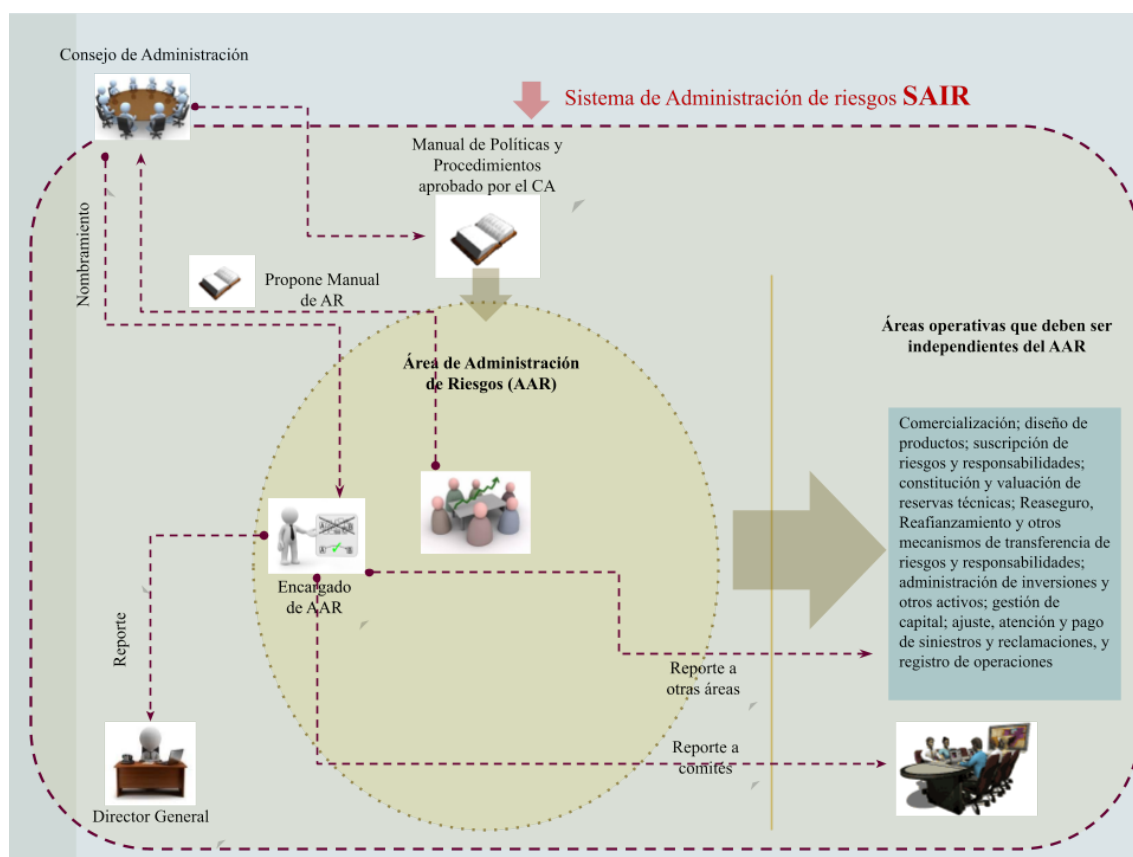 Consejo de Administración
Sistema de Administración de riesgos SAIR
Manual de Políticas y
Procedimientos
aprobado por el CA
Nombramiento
Propone Manual
de AR
Área de Administración
de Riesgos (AAR)
Áreas operativas que deben ser
independientes del AAR
Comercialización; diseño de
productos; suscripción de
riesgos y responsabilidades;
constitución y valuación de
reservas técnicas; Reaseguro,
Reafianzamiento y otros
mecanismos de transferencia de
riesgos y responsabilidades;
administración de inversiones y
otros activos; gestión de
capital; ajuste, atención y pago
de siniestros y reclamaciones, y
registro de operaciones
Encargado
de AAR
Reporte
Reporte a
otras áreas
Reporte a
comités
Director General